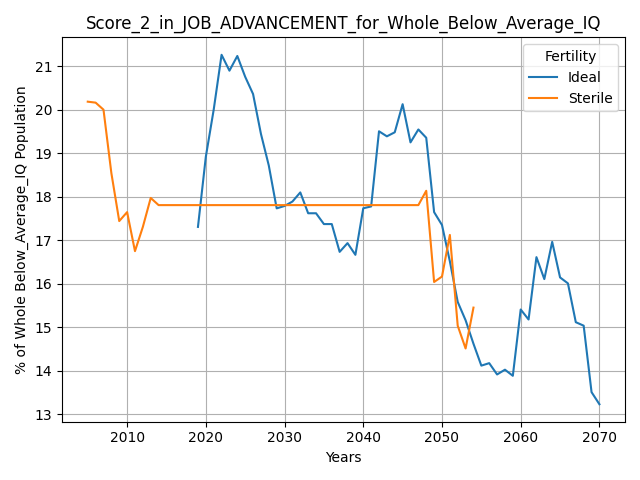 Score_2_in_JOB_ADVANCEMENT_for_Whole_Below_Average_IQ
% of Whole Below_Average_IQ Population
21
20
19
18
17
16
15
14
13
Fertility
Ideal
Sterile
2010 2020 2030 2040 2050 2060 2070
Years